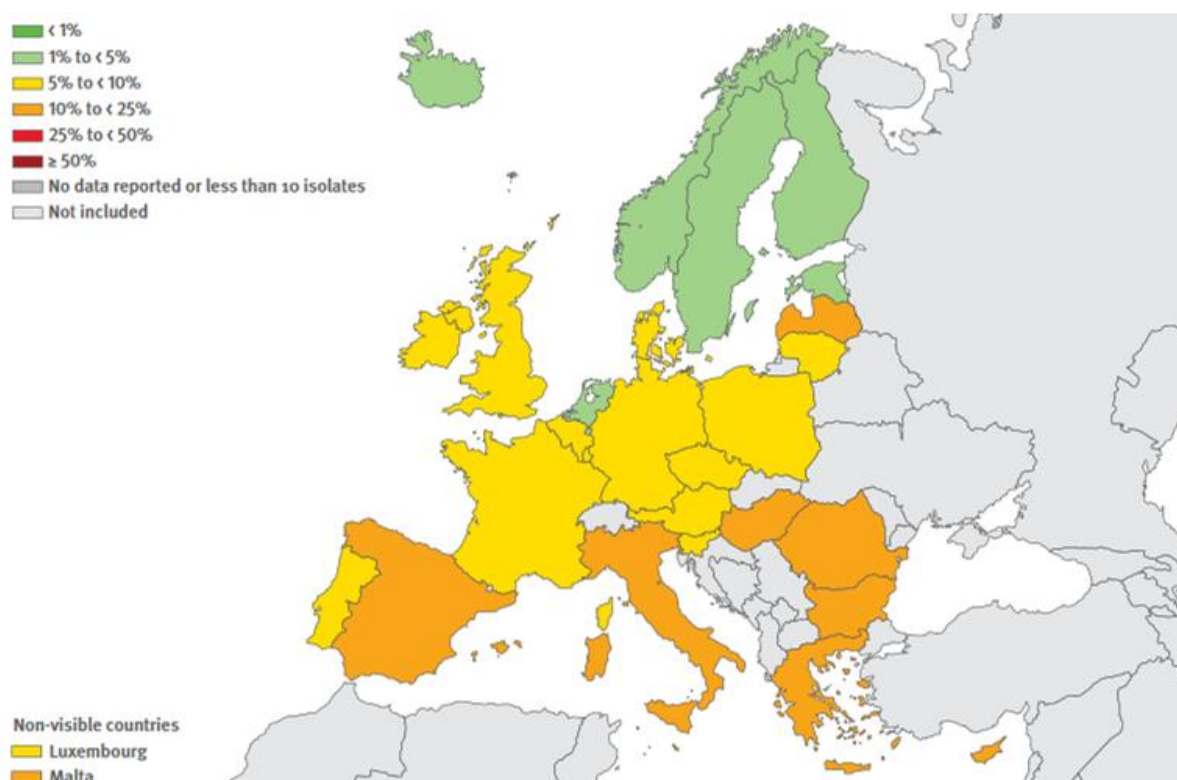 < 1%
1% to < 5%
5% to < 10%
10% to < 25%
25% to < 50%
≥ 50%
No data reported or less than 10 isolates
Not included
Non-visible countries
Luxembourg
Malta